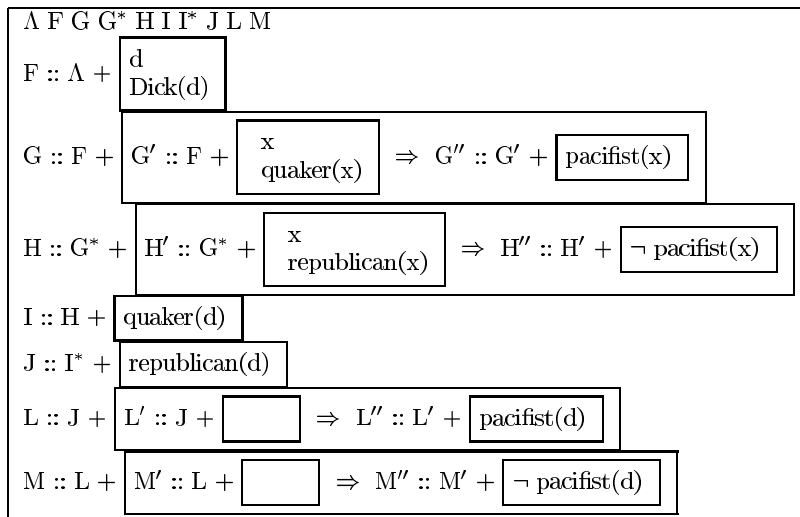 Λ F G G* H I I* J L M
F :: Λ + d
Dick(d)
G :: F + G′ :: F + x
quaker(x) ⇒ G″ :: G′ + pacifist(x)
H :: G* + H′ :: G* + x
republican(x) ⇒ H″ :: H′ + ¬ pacifist(x)
I :: H + quaker(d)
J :: I* + republican(d)
L :: J + L′ :: J + ⇒ L″ :: L′ + pacifist(d)
M :: L + M′ :: L + ⇒ M″ :: M′ + ¬ pacifist(d)